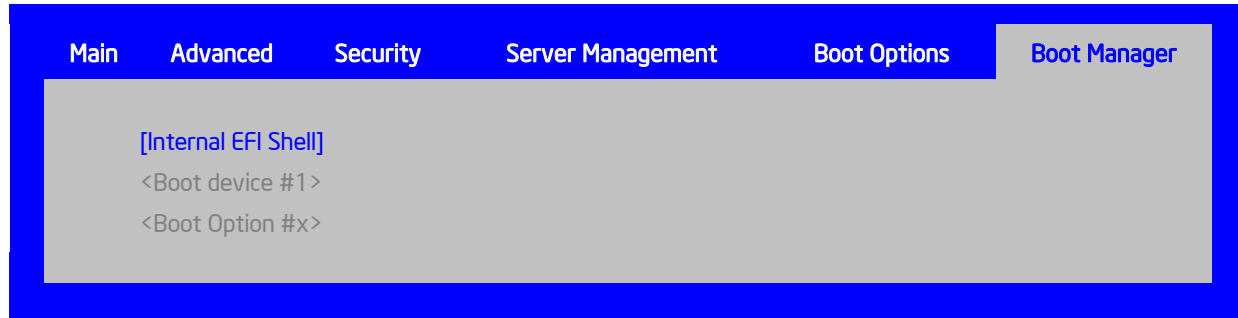 Main Advanced Security Server Management Boot Options Boot Manager
[Internal EFI Shell]
<Boot device #1>
<Boot Option #x>